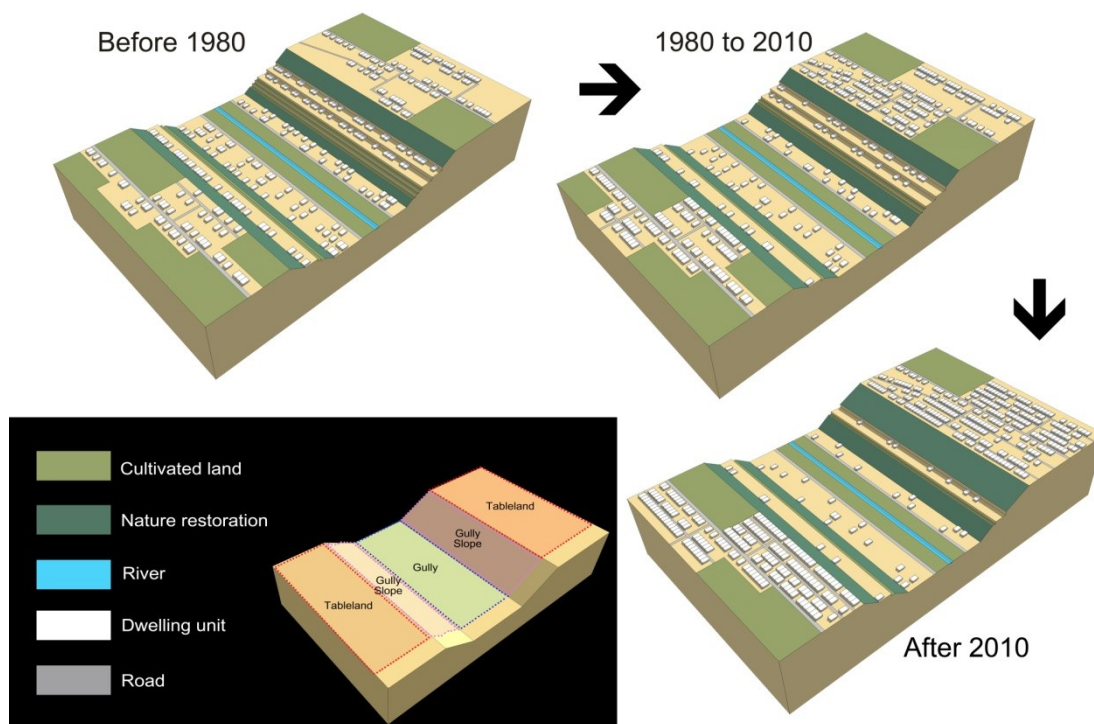 Before 1980
1980 to 2010
After 2010
Cultivated land
Nature restoration
River
Dwelling unit
Road
Tableland
Gully
Slope
Gully
Gully
Slope
Tableland